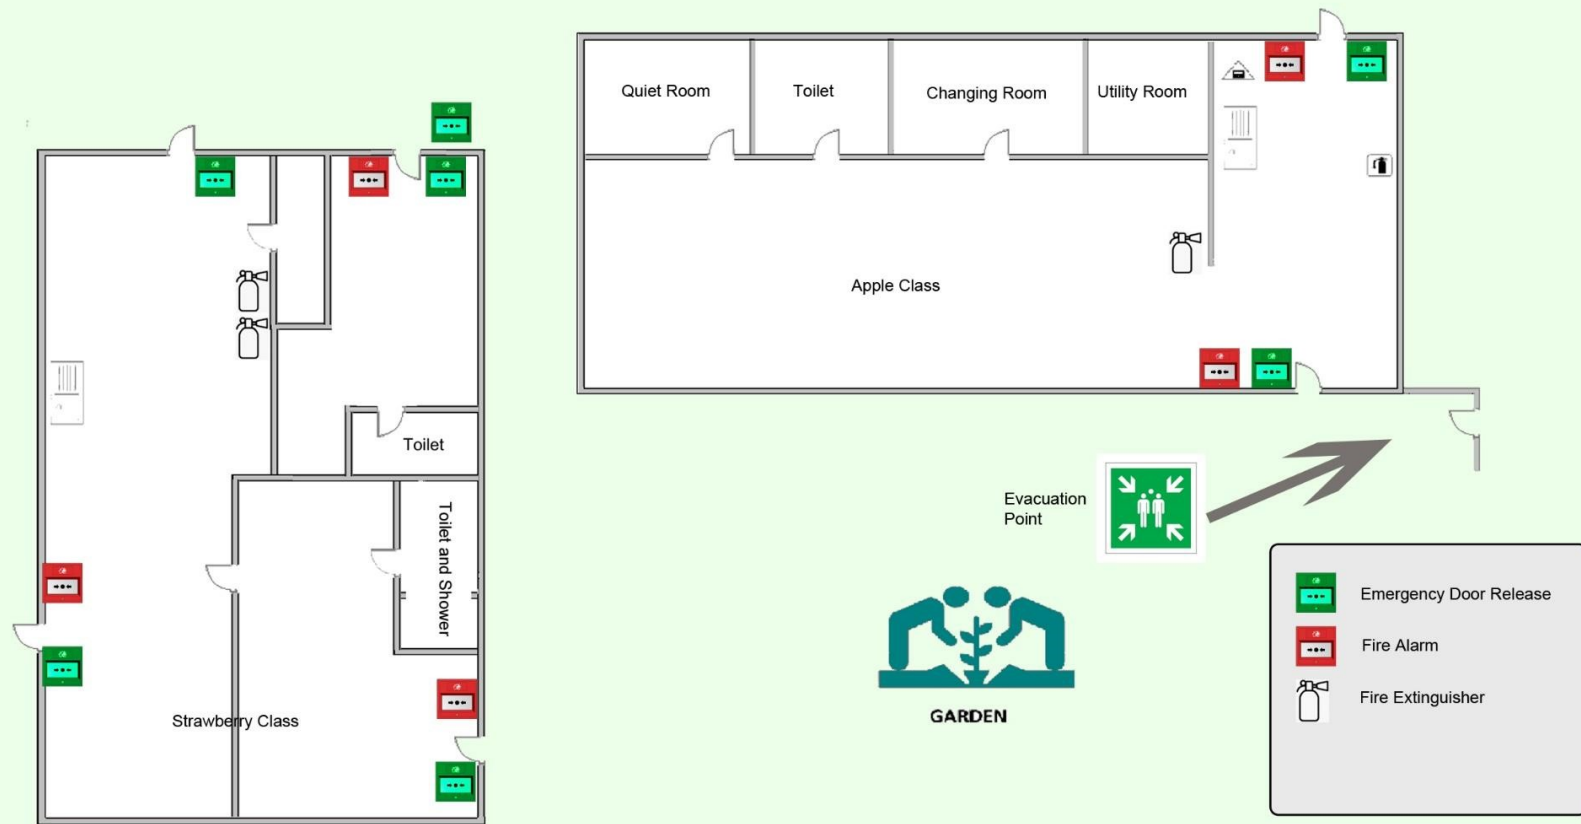 Quiet Room
Toilet
Changing Room
Utility Room
Apple Class
Toilet
Toilet and Shower
Strawberry Class
Evacuation
Point
GARDEN
Emergency Door Release
Fire Alarm
Fire Extinguisher